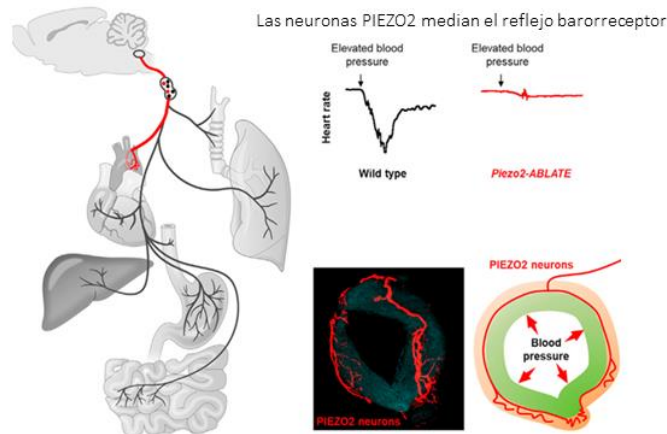 Las neuronas PIEZO2 median el reflejo barorreceptor
Elevated blood
pressure
Elevated blood
pressure
Heart rate
Wild type
Piezo2-ABLATE
PIEZO2 neurons
Blood
pressure
PIEZO2 neurons